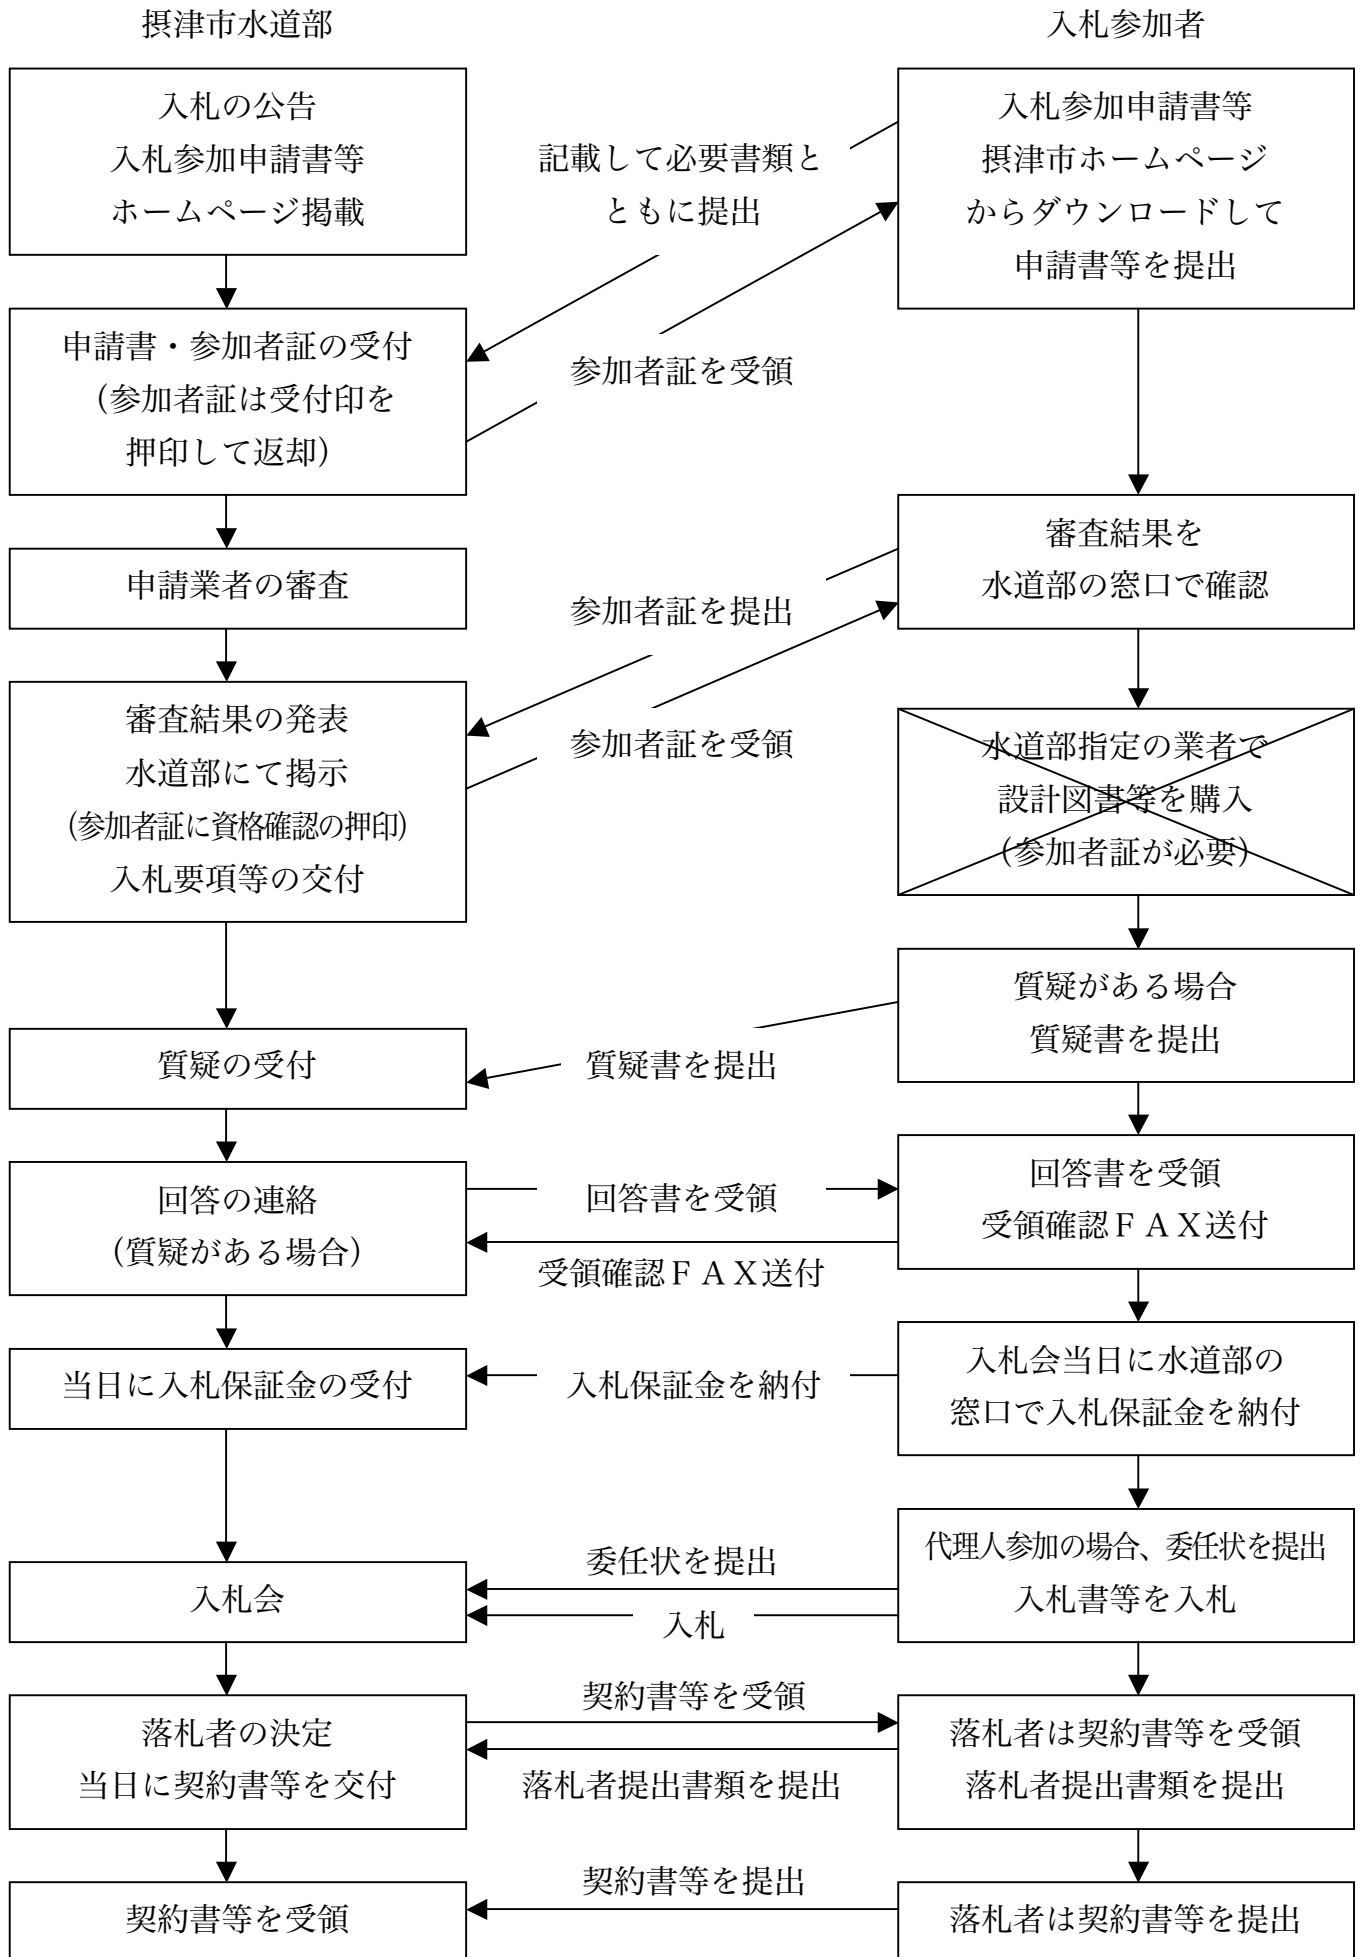 摂津市水道部
入札参加者
入札の公告
入札参加申請書等
ホームページ掲載
記載して必要書類と
ともに提出
入札参加申請書等
摂津市ホームページ
からダウンロードして
申請書等を提出
申請書・参加者証の受付
(参加者証は受付印を
押印して返却)
参加者証を受領
申請業者の審査
参加者証を提出
審査結果を
水道部の窓口で確認
審査結果の発表
水道部にて掲示
(参加者証に資格確認の押印)
入札要項等の交付
参加者証を受領
水道部指定の業者で
設計図書等を購入
(参加者証が必要)
質疑の受付
質疑書を提出
質疑がある場合
質疑書を提出
回答の連絡
(質疑がある場合)
回答書を受領
受領確認FAX送付
回答書を受領
受領確認FAX送付
当日に入札保証金の受付
入札保証金を納付
入札会当日に水道部の
窓口で入札保証金を納付
入札会
委任状を提出
入札
代理人参加の場合、委任状を提出
入札書等を入札
落札者の決定
当日に契約書等を交付
契約書等を受領
落札者提出書類を提出
落札者は契約書等を受領
落札者提出書類を提出
契約書等を受領
契約書等を提出
落札者は契約書等を提出